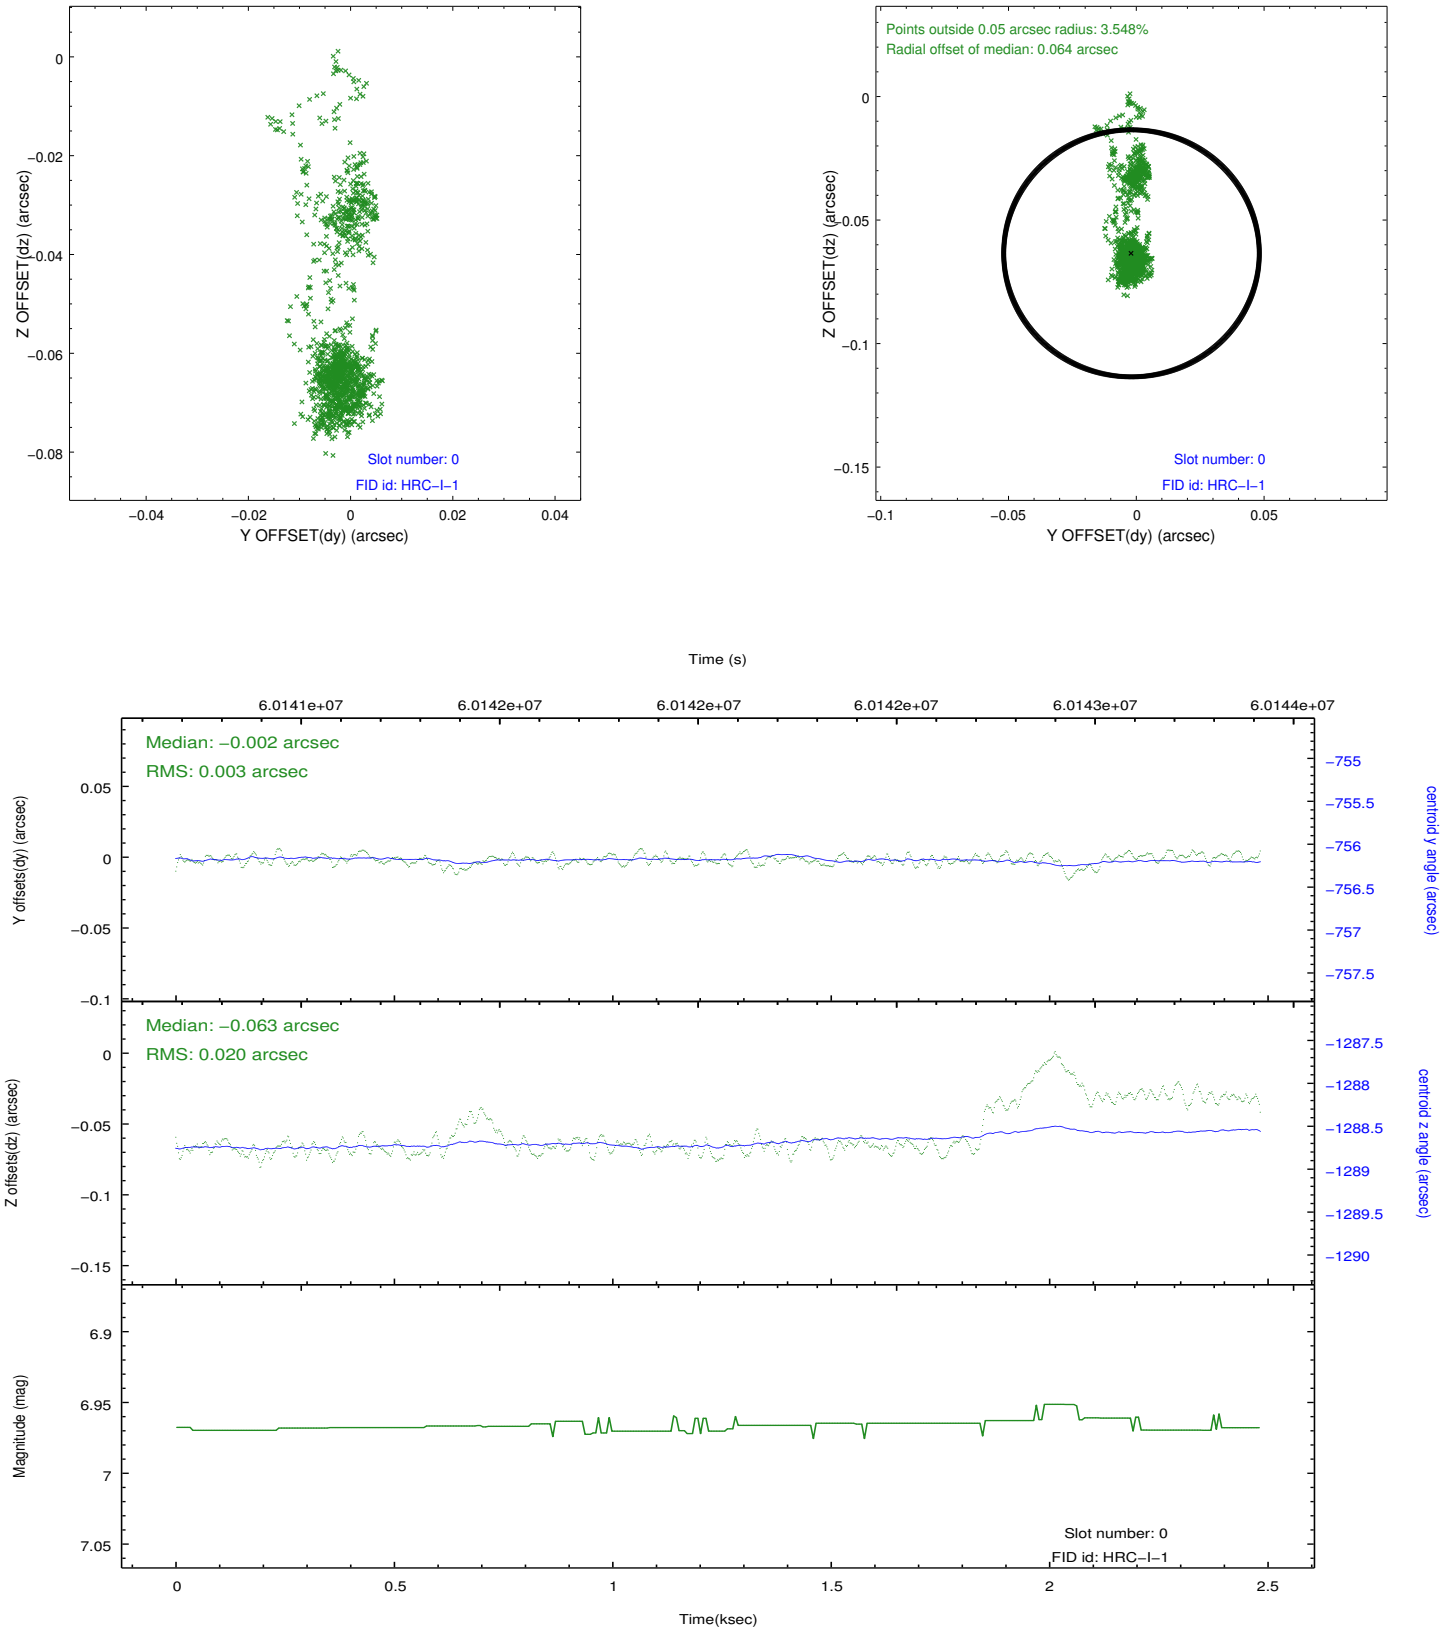 0
−0.02
−0.04
−0.06
−0.08
Z OFFSET(dz) (arcsec)
Slot number: 0
FID id: HRC−I−1
−0.04
−0.02
0
0.02
0.04
Y OFFSET(dy) (arcsec)
Points outside 0.05 arcsec radius: 3.548%
Radial offset of median: 0.064 arcsec
0
−0.05
−0.1
−0.15
Z OFFSET(dz) (arcsec)
Slot number: 0
FID id: HRC−I−1
−0.1
−0.05
0
0.05
Y OFFSET(dy) (arcsec)
Time (s)
6.0141e+07
6.0142e+07
6.0142e+07
6.0142e+07
6.0143e+07
6.0144e+07
Median: −0.002 arcsec
RMS: 0.003 arcsec
0.05
0
−0.05
−0.1
Y offsets(dy) (arcsec)
−755
−755.5
−756
−756.5
−757
−757.5
centroid y angle (arcsec)
Median: −0.063 arcsec
RMS: 0.020 arcsec
0
−0.05
−0.1
−0.15
Z offsets(dz) (arcsec)
−1287.5
−1288
−1288.5
−1289
−1289.5
−1290
centroid z angle (arcsec)
6.9
6.95
7
7.05
Magnitude (mag)
Slot number: 0
FID id: HRC−I−1
0
0.5
1
1.5
2
2.5
Time(ksec)